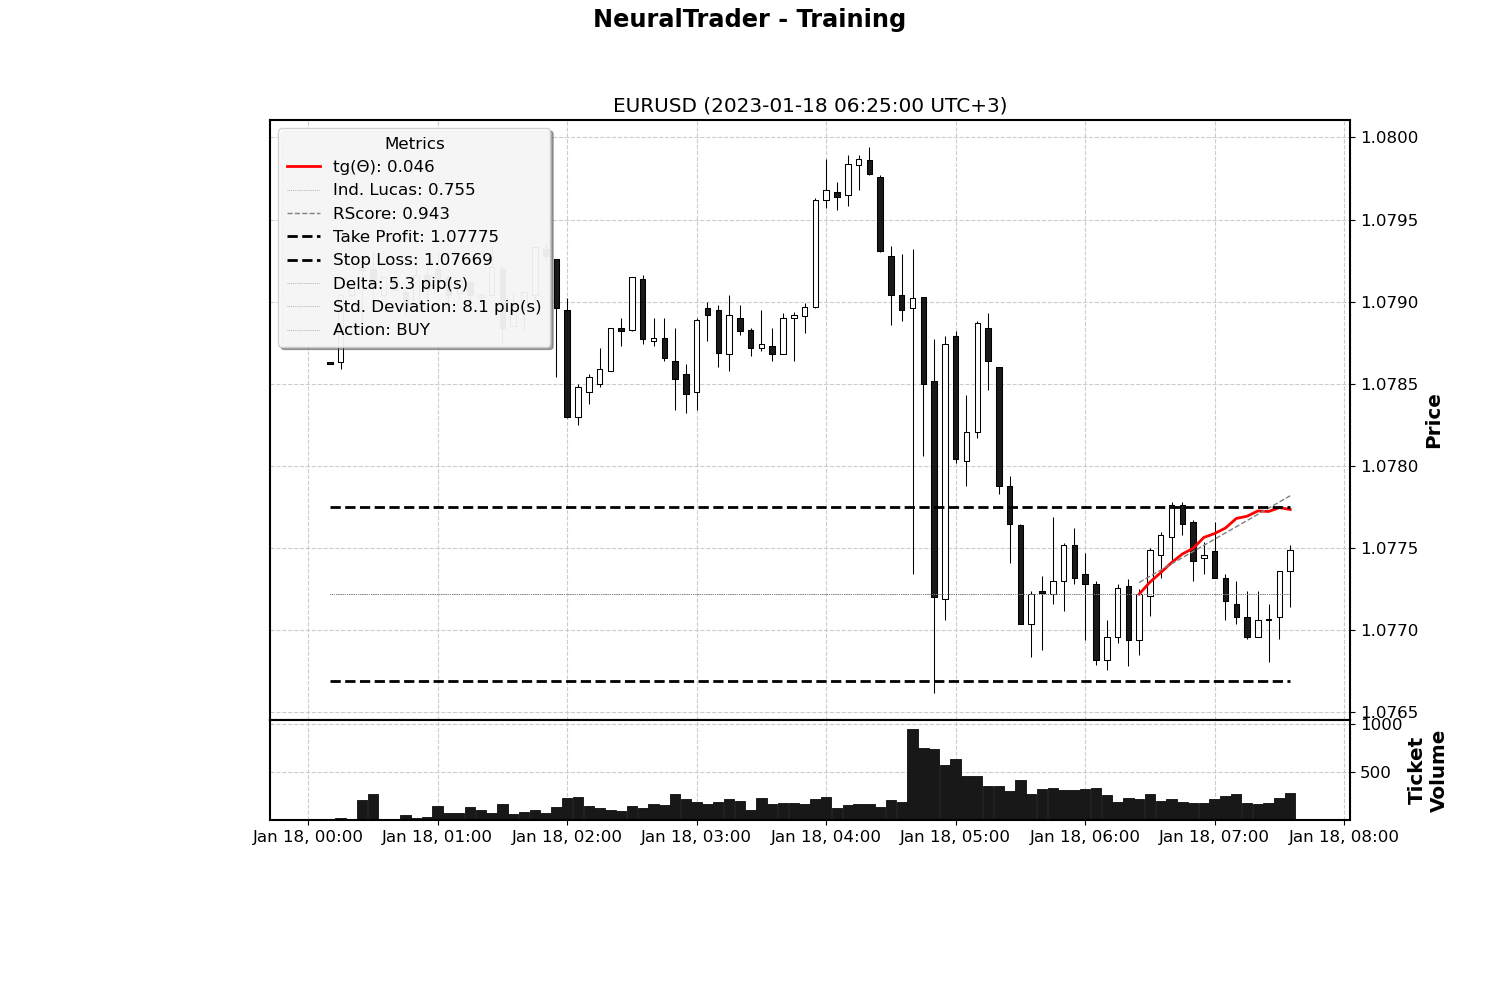 NeuralTrader - Training
EURUSD (2023-01-18 06:25:00 UTC+3)
Metrics
tg(Θ): 0.046
Ind. Lucas: 0.755
RScore: 0.943
Take Profit: 1.07775
Stop Loss: 1.07669
Delta: 5.3 pip(s)
Std. Deviation: 8.1 pip(s)
Action: BUY
1.0800
1.0795
1.0790
1.0785
1.0780
1.0775
1.0770
1.0765
Price
1000
500
Ticket
Volume
Jan 18, 00:00
Jan 18, 01:00
Jan 18, 02:00
Jan 18, 03:00
Jan 18, 04:00
Jan 18, 05:00
Jan 18, 06:00
Jan 18, 07:00
Jan 18, 08:00